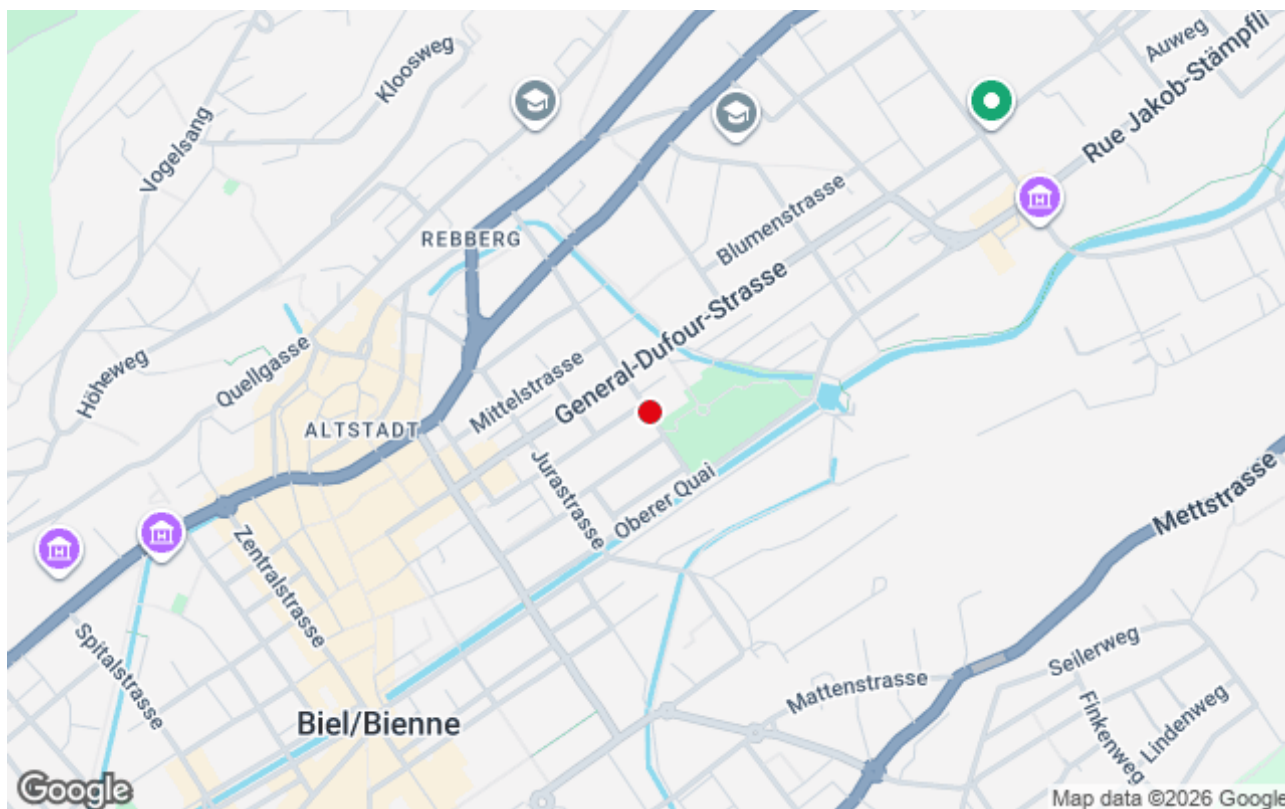 Auweg
Kloosweg
Rue Jakob-Stämpfli
Vogelsang
Blumenstrasse
REBBERG
General-Dufour-Strasse
Höheweg
Quellgasse
Mittelstrasse
ALTSTADT
Jurastrasse
Oberer Quai
Mettstrasse
Zentralstrasse
Spitalstrasse
Seilerweg
Mattenstrasse
Finkenweg
Lindenweg
Biel/Bienne
Google
Map data ©2026 Google